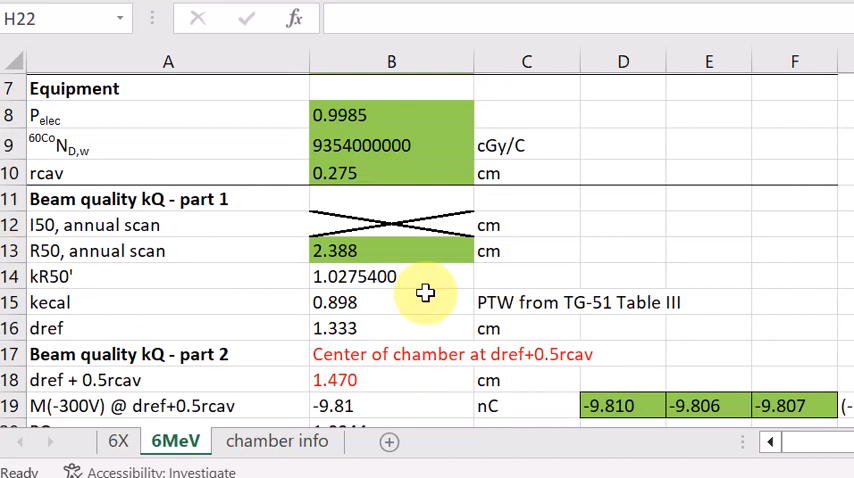 H22 fx
A B C D E F
7 Equipment
8 Pelec 0.9985
9 60CoND,w 9354000000 cGy/C
10 rcav 0.275 cm
11 Beam quality kQ - part 1
12 I50, annual scan cm
13 R50, annual scan 2.388 cm
14 kR50' 1.0275400
15 kecal 0.898 PTW from TG-51 Table III
16 dref 1.333 cm
17 Beam quality kQ - part 2 Center of chamber at dref+0.5rcav
18 dref + 0.5rcav 1.470 cm
19 M(-300V) @ dref+0.5rcav -9.81 nC -9.810 -9.806 -9.807 (-
6X 6MeV chamber info
Ready Accessibility: Investigate